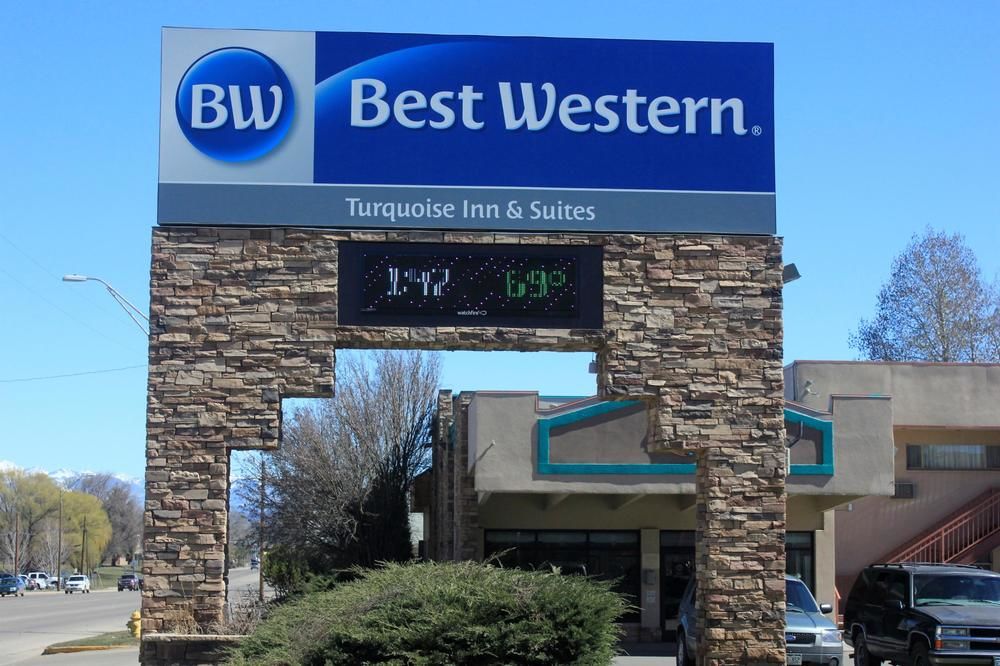 BW
Best Western®
Turquoise Inn & Suites
1:47 69°
watchfire